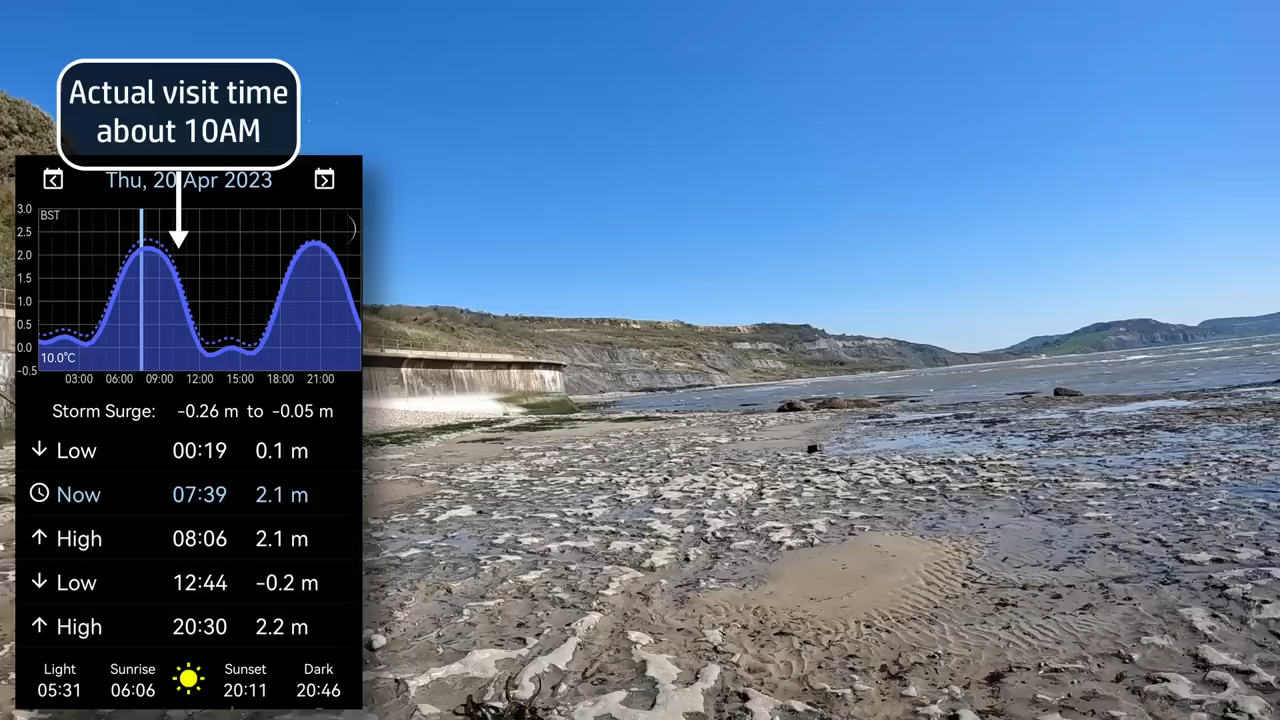 Actual visit time
about 10AM
Thu, 20 Apr 2023
3.0
BST
2.5
2.0
1.5
1.0
0.5
0.0
10.0°C
-0.5
03:00 06:00 09:00 12:00 15:00 18:00 21:00
Storm Surge: -0.26 m to -0.05 m
Low 00:19 0.1 m
Now 07:39 2.1 m
High 08:06 2.1 m
Low 12:44 -0.2 m
High 20:30 2.2 m
Light Sunrise Sunset Dark
05:31 06:06 20:11 20:46